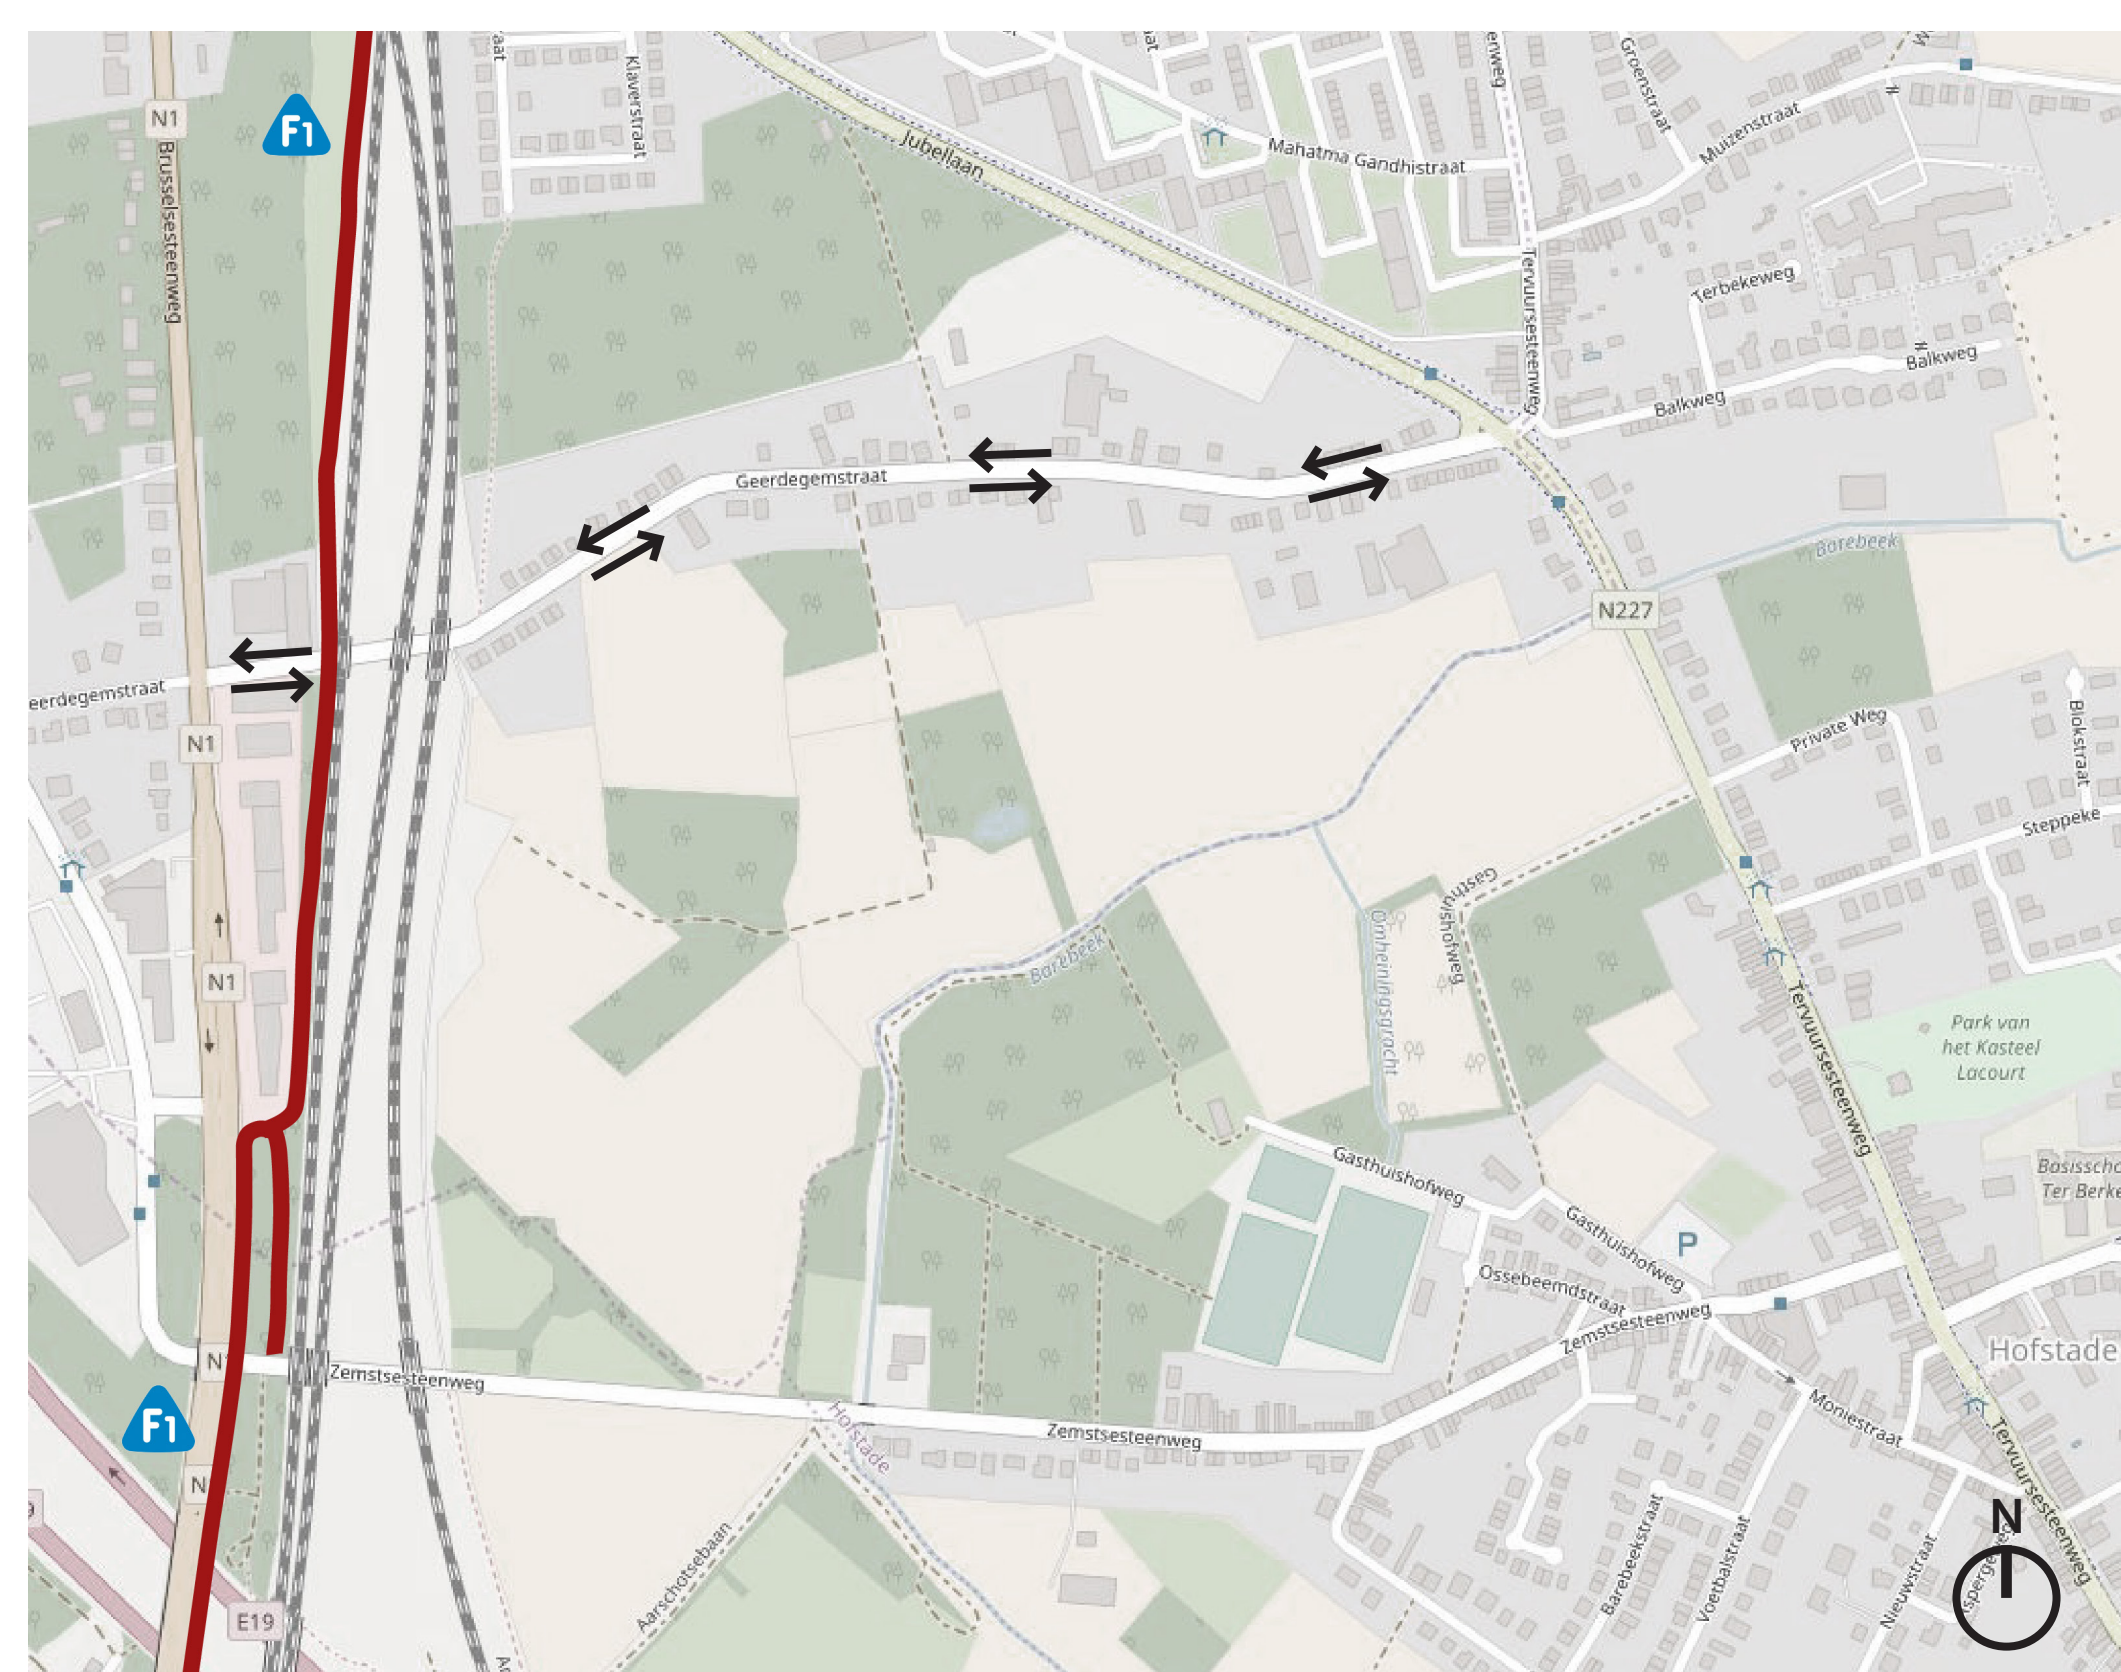 Klaverstraat
Groenstraat
N1
F1
Brusselsesteenweg
Jubellaan
Mahatma Gandhistraat
Muizenstraat
Tervuursesteenweg
Terbekeweg
Balkweg
Balkweg
Geerdegemstraat
Barebeek
N227
eerdegemstraat
N1
Private Weg
Blokstraat
Steppeke
Gasthuishofweg
N1
Barebeek
Omheiningsgracht
Tervuursesteenweg
Park van
het Kasteel
Lacourt
Gasthuishofweg
Basisscho
Ter Berke
Gasthuishofweg
P
Ossebeemdstraat
Zemstsesteenweg
Hofstade
N
Zemstsesteenweg
F1
Hofstade
Zemstsesteenweg
Moniestraat
Tervuursesteenweg
N
Aarschotsebaan
Barebeekstraat
Voetbalstraat
Nieuwstraat
N
E19